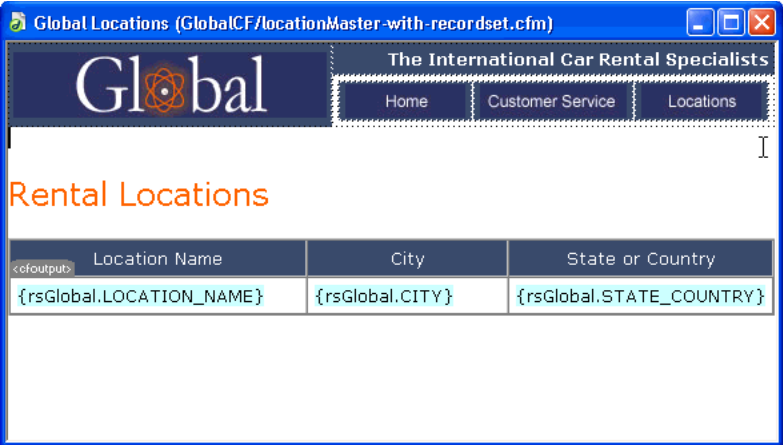 Global Locations (GlobalCF/locationMaster-with-recordset.cfm)
Global
The International Car Rental Specialists
Home Customer Service Locations
Rental Locations
<cfoutput>
Location Name City State or Country
{rsGlobal.LOCATION_NAME} {rsGlobal.CITY} {rsGlobal.STATE_COUNTRY}